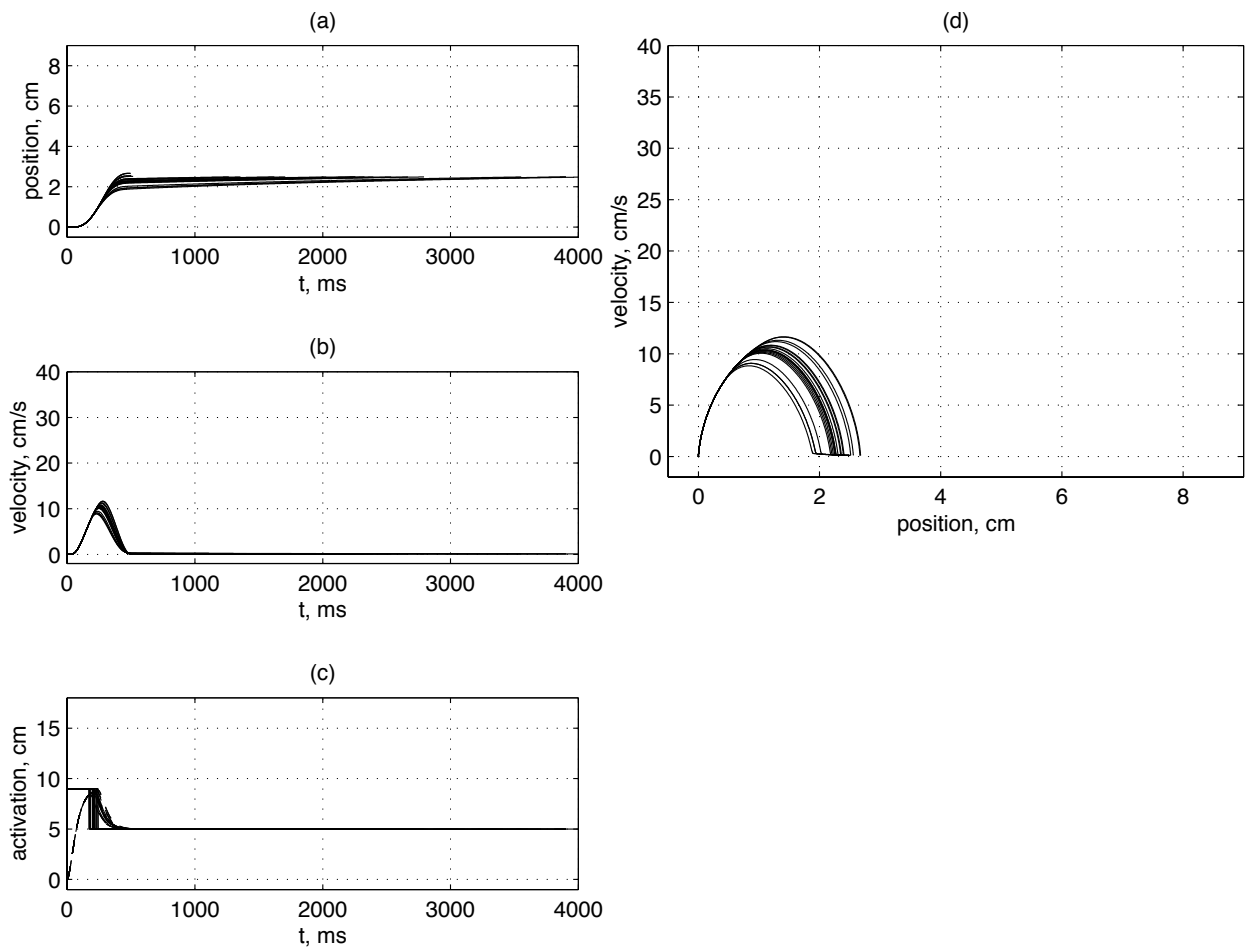 (a)
position, cm
8
6
4
2
0
0 1000 2000 3000 4000
t, ms
(b)
velocity, cm/s
40
30
20
10
0
0 1000 2000 3000 4000
t, ms
(c)
activation, cm
15
10
5
0
0 1000 2000 3000 4000
t, ms
(d)
velocity, cm/s
40
35
30
25
20
15
10
5
0
0 2 4 6 8
position, cm